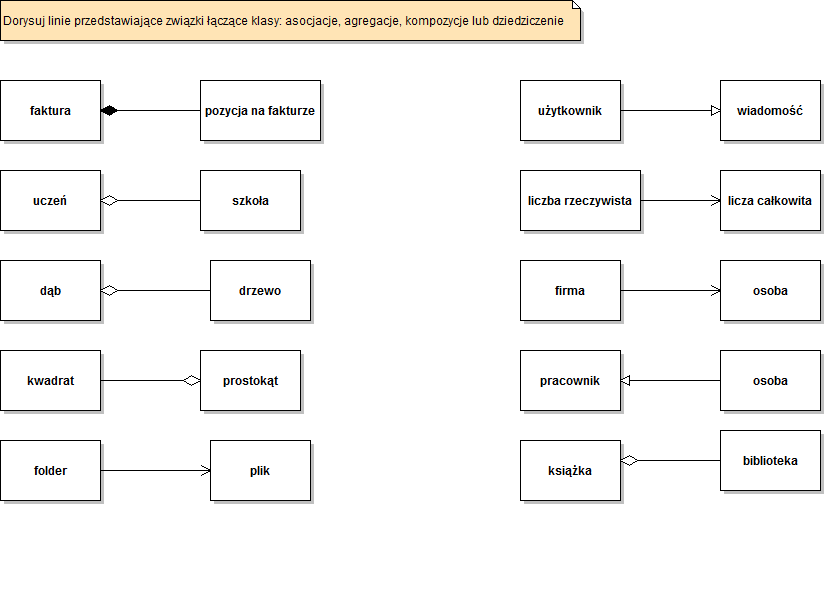 Dorysuj linie przedstawiające związki łączące klasy: asocjacje, agregacje, kompozycje lub dziedziczenie
faktura
pozycja na fakturze
użytkownik
wiadomość
uczeń
szkoła
liczba rzeczywista
licza całkowita
dąb
drzewo
firma
osoba
kwadrat
prostokąt
pracownik
osoba
folder
plik
książka
biblioteka